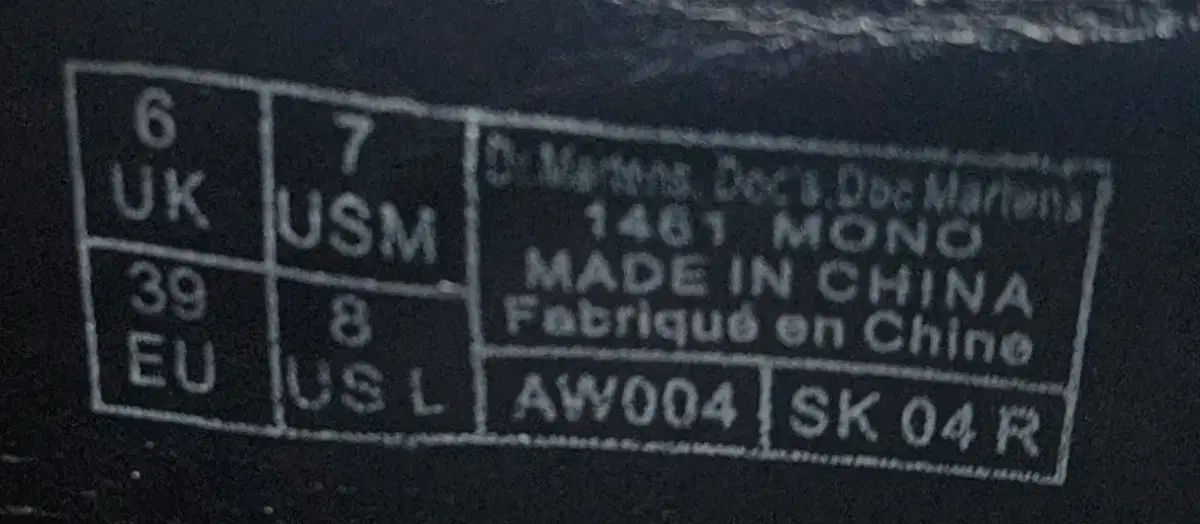 6
UK
7
USM
39
EU
8
US L
Dr.Martens, Doc's, Doc Martens
1461 MONO
MADE IN CHINA
Fabriqué en Chine
AW004
SK 04 R